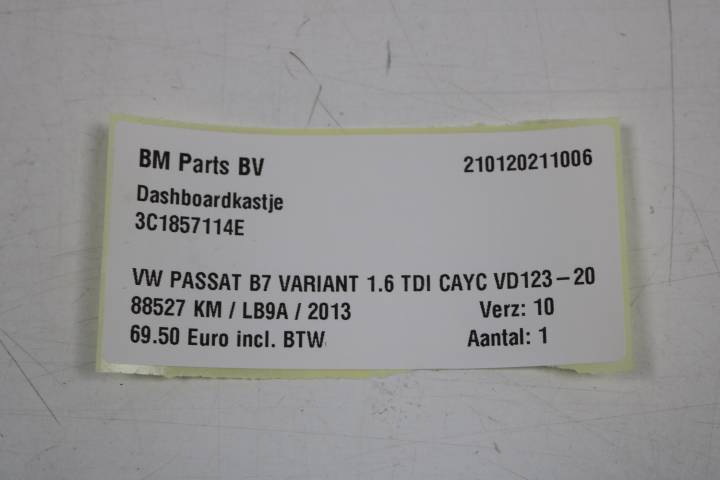 BM Parts BV 210120211006
Dashboardkastje
3C1857114E
VW PASSAT B7 VARIANT 1.6 TDI CAYC VD123-20
88527 KM / LB9A / 2013 Verz: 10
69.50 Euro incl. BTW Aantal: 1